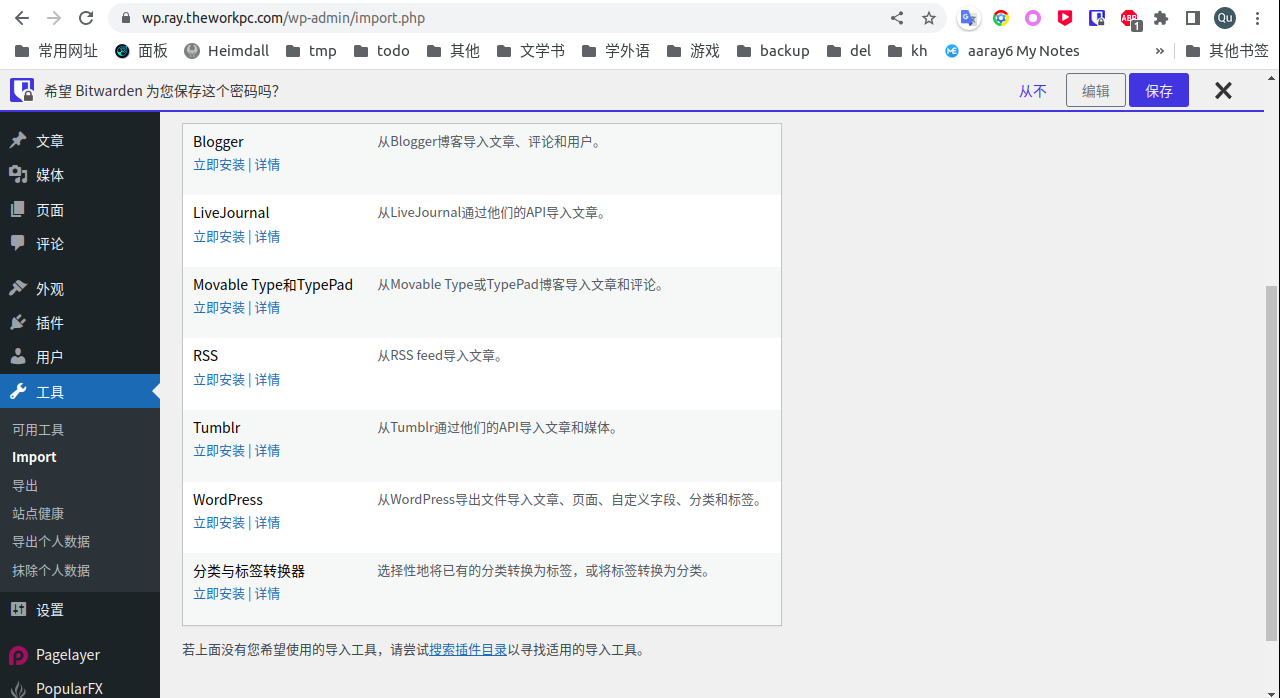 wp.ray.theworkpc.com/wp-admin/import.php
Qu
常用网址 面板 Heimdall tmp todo 其他 文学书 学外语 游戏 backup del kh aaray6 My Notes » 其他书签
希望 Bitwarden 为您保存这个密码吗？ 从不 编辑 保存
文章
媒体
页面
评论
外观
插件
用户
工具
可用工具
Import
导出
站点健康
导出个人数据
抹除个人数据
设置
Pagelayer
PopularFX
Blogger 从Blogger博客导入文章、评论和用户。
立即安装 | 详情
LiveJournal 从LiveJournal通过他们的API导入文章。
立即安装 | 详情
Movable Type和TypePad 从Movable Type或TypePad博客导入文章和评论。
立即安装 | 详情
RSS 从RSS feed导入文章。
立即安装 | 详情
Tumblr 从Tumblr通过他们的API导入文章和媒体。
立即安装 | 详情
WordPress 从WordPress导出文件导入文章、页面、自定义字段、分类和标签。
立即安装 | 详情
分类与标签转换器 选择性地将已有的分类转换为标签，或将标签转换为分类。
立即安装 | 详情
若上面没有您希望使用的导入工具，请尝试搜索插件目录以寻找适用的导入工具。